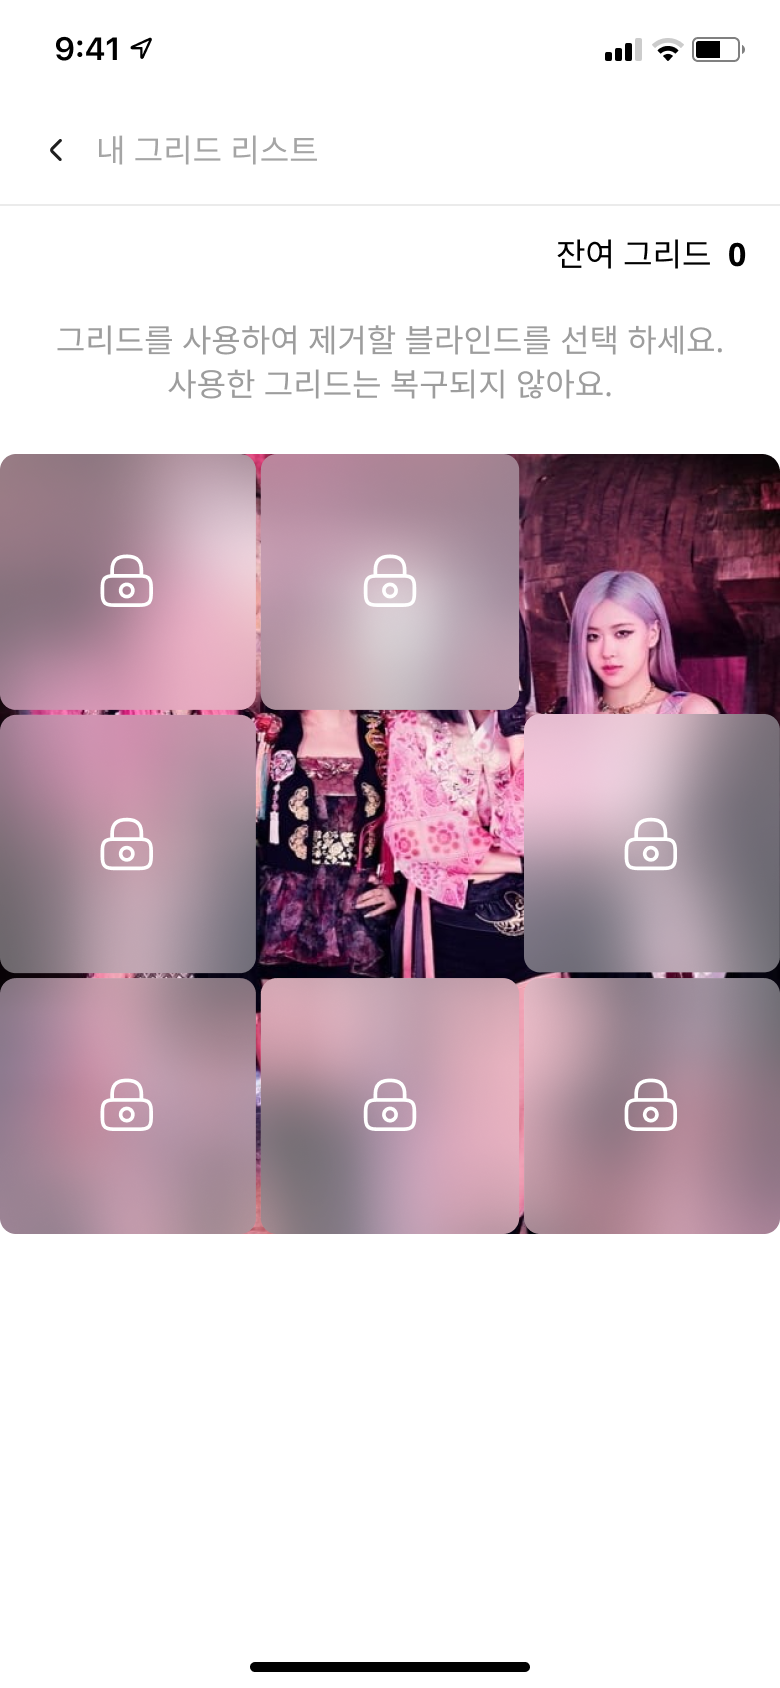 9:41
내 그리드 리스트
잔여 그리드 0
그리드를 사용하여 제거할 블라인드를 선택 하세요.
사용한 그리드는 복구되지 않아요.